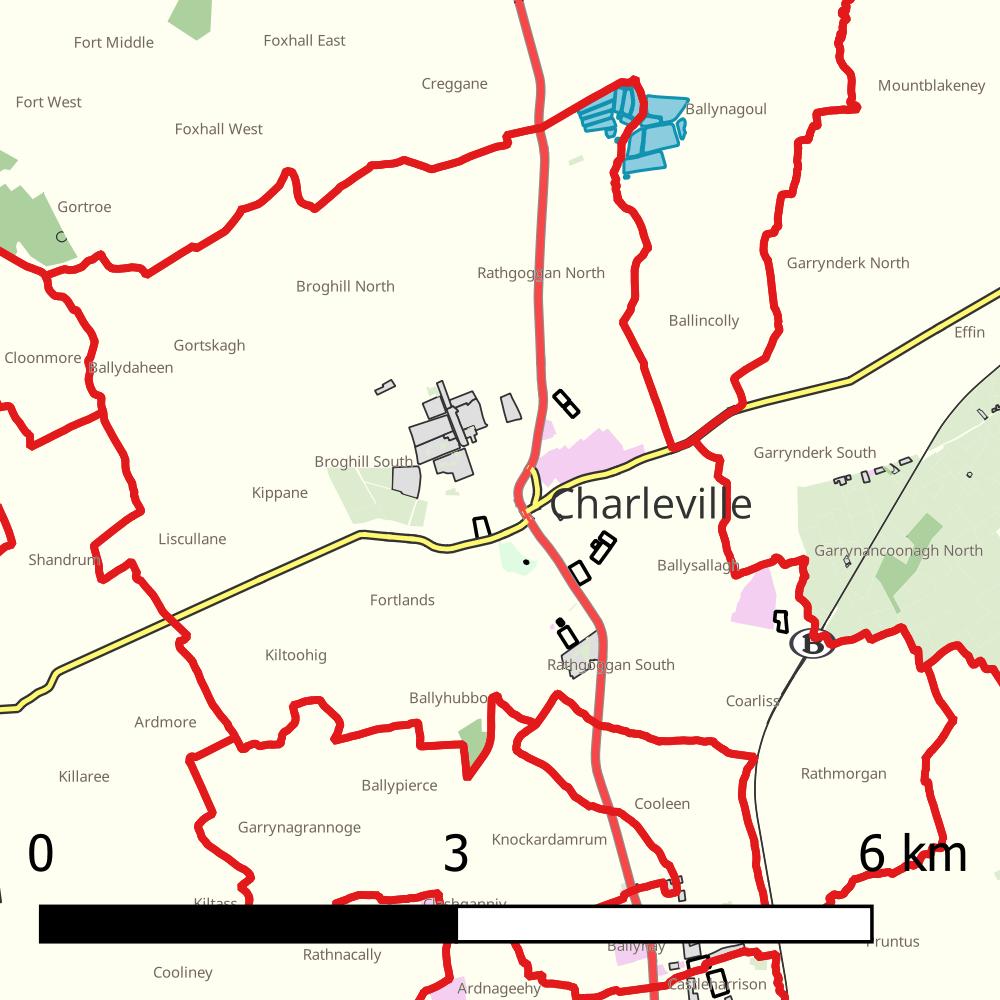 Fort Middle
Foxhall East
Creggane
Mountblakeney
Fort West
Ballynagoul
Foxhall West
Gortroe
Garrynderk North
Rathgoggan North
Broghill North
Ballincolly
Effin
Gortskagh
Cloonmore
Ballydaheen
Garrynderk South
Broghill South
Kippane
Charleville
Liscullane
Garrynancoonagh North
Shandrum
Ballysallagh
Fortlands
B
Kiltoohig
Rathgoggan South
Ballyhubbo
Coarliss
Ardmore
Killaree
Rathmorgan
Ballypierce
Cooleen
Garrynagrannoge
Knockardamrum
0 3 6 km
Kiltass
Clashganniv
Ballyhay
Pruntus
Rathnacally
Cooliney
Castleharrison
Ardnageehy